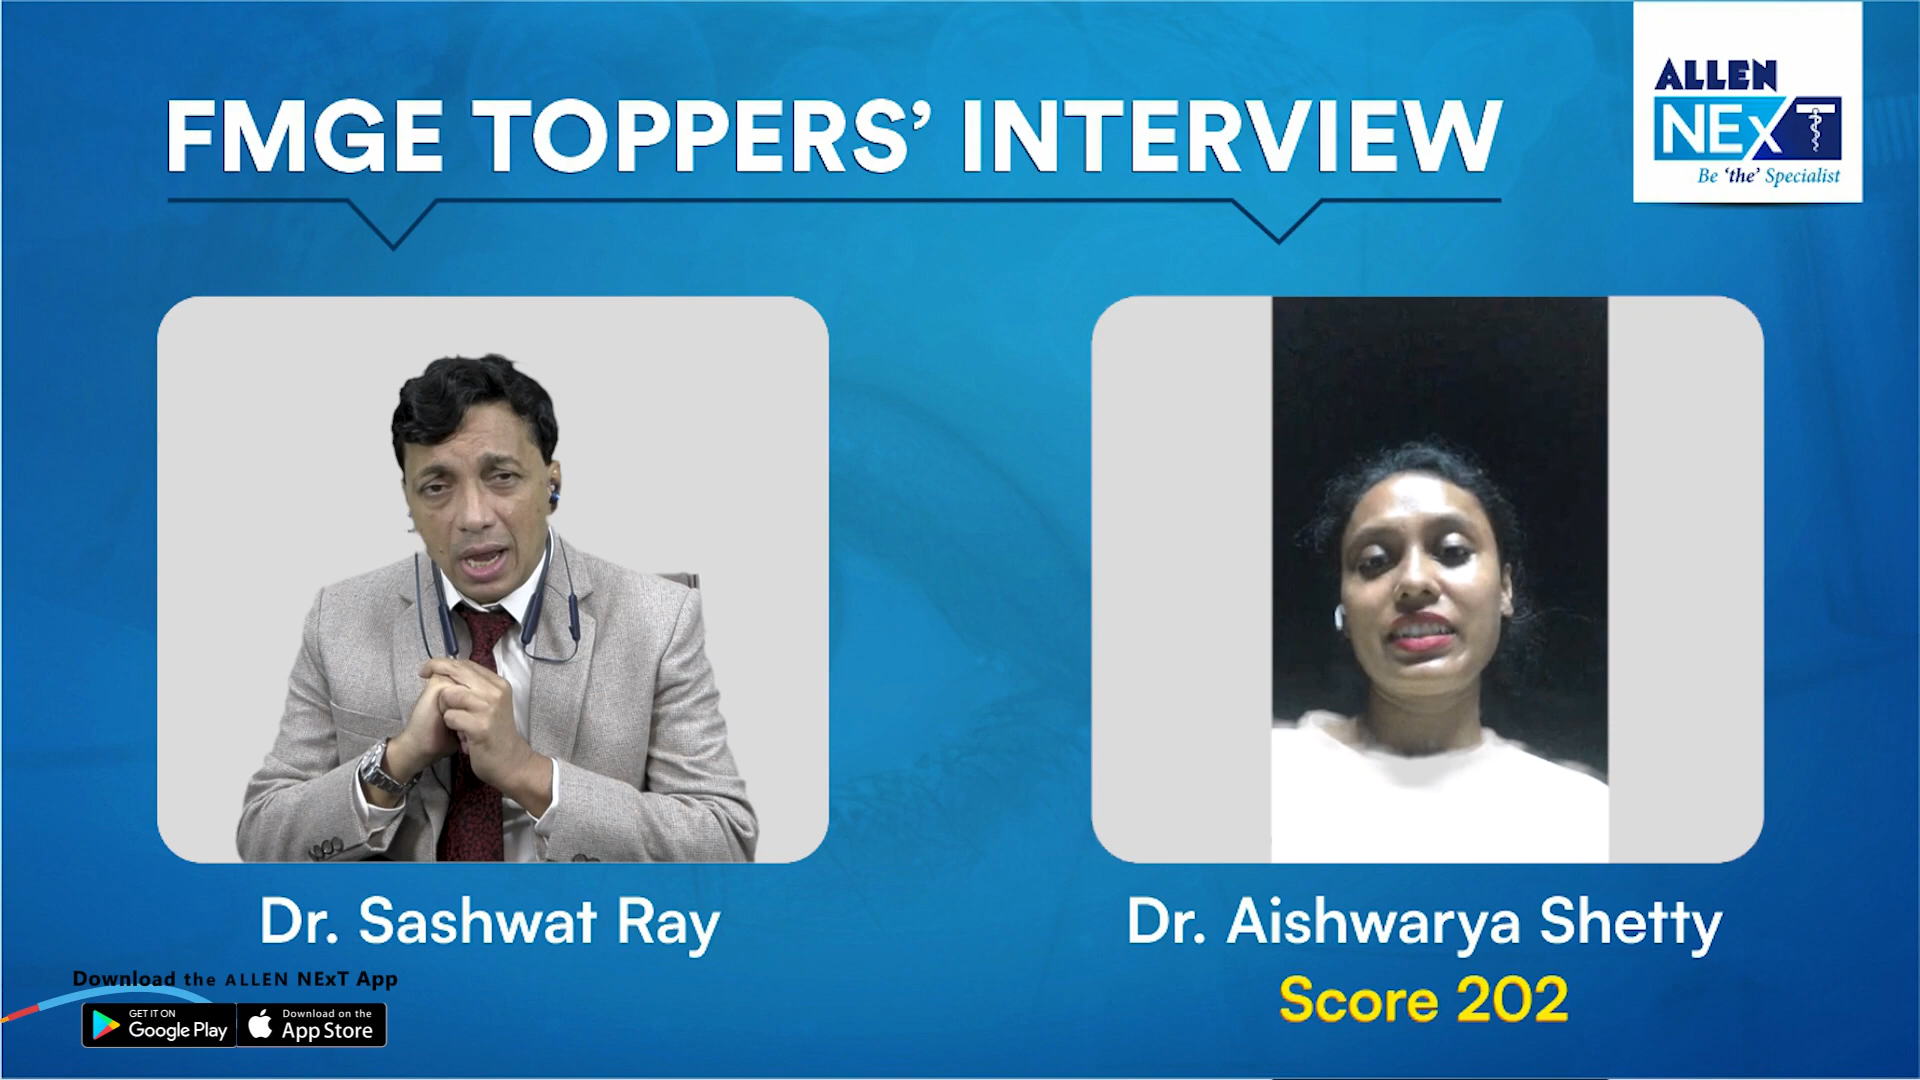 FMGE TOPPERS’ INTERVIEW
ALLEN
NExT
Be ‘the’ Specialist
Dr. Sashwat Ray
Dr. Aishwarya Shetty
Score 202
Download the ALLEN NExT App
GET IT ON
Google Play
Download on the
App Store